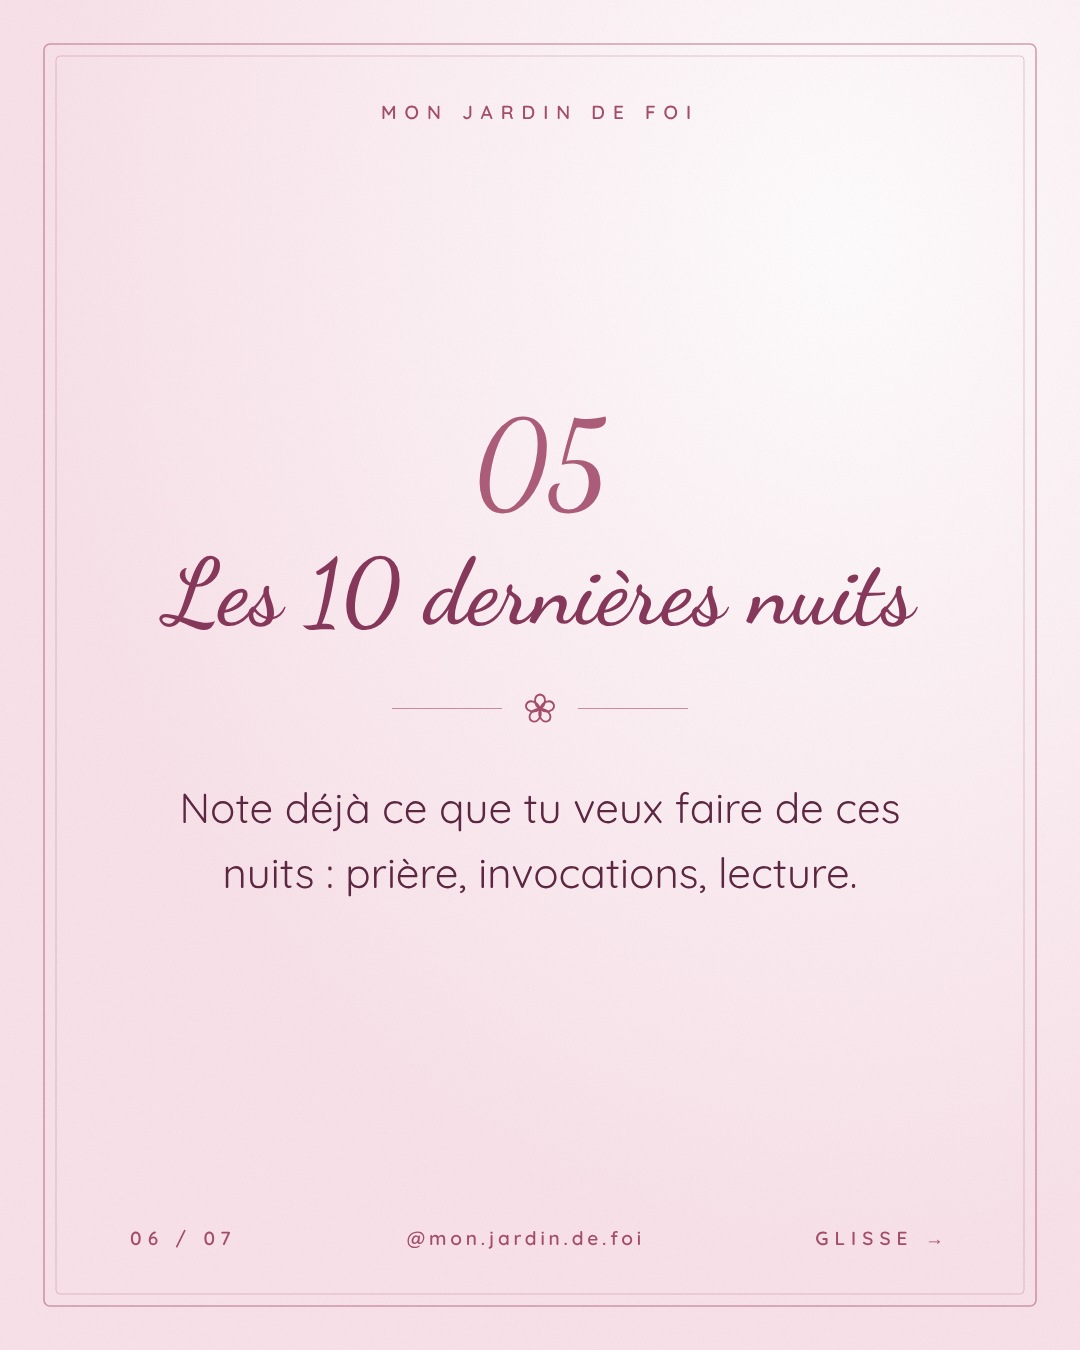 MON JARDIN DE FOI
05
Les 10 dernières nuits
Note déjà ce que tu veux faire de ces
nuits : prière, invocations, lecture.
06 / 07
@mon.jardin.de.foi
GLISSE →